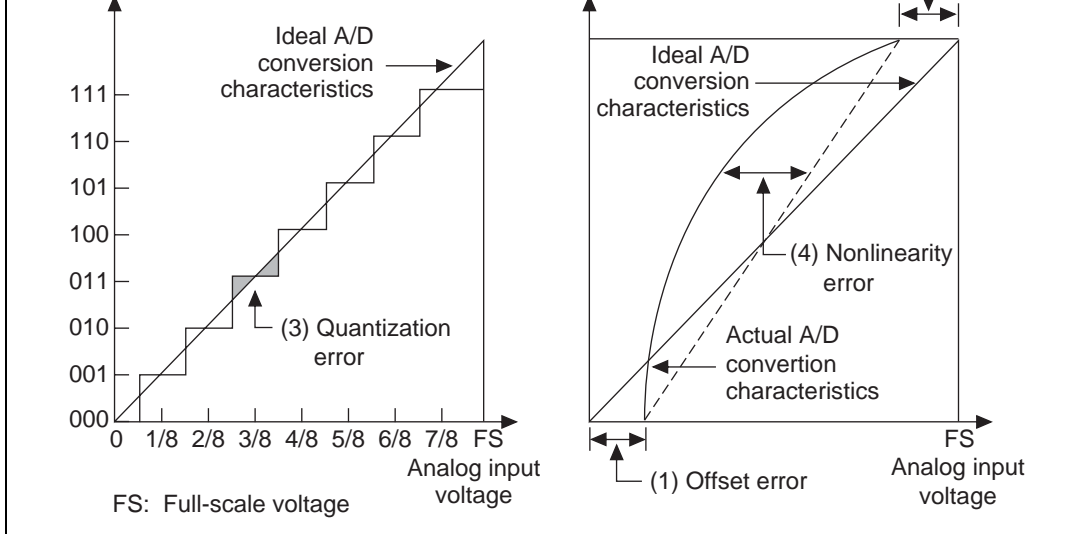 Ideal A/D
conversion
characteristics
111
110
101
100
011
010
001
000
(3) Quantization
error
0 1/8 2/8 3/8 4/8 5/8 6/8 7/8 FS
Analog input
voltage
FS: Full-scale voltage
Ideal A/D
conversion
characteristics
(4) Nonlinearity
error
Actual A/D
convertion
characteristics
FS
Analog input
voltage
(1) Offset error